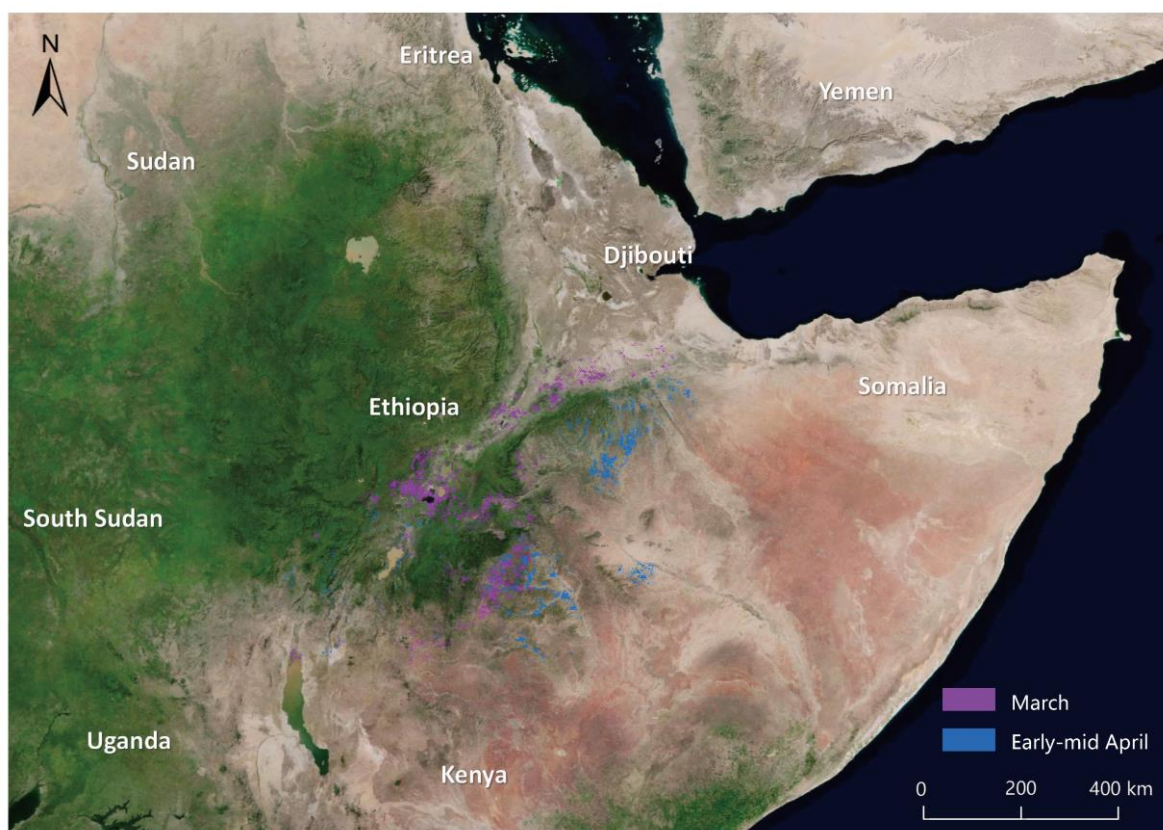 N
Eritrea
Yemen
Sudan
Djibouti
Somalia
Ethiopia
South Sudan
March
Uganda
Early-mid April
Kenya
0 200 400 km